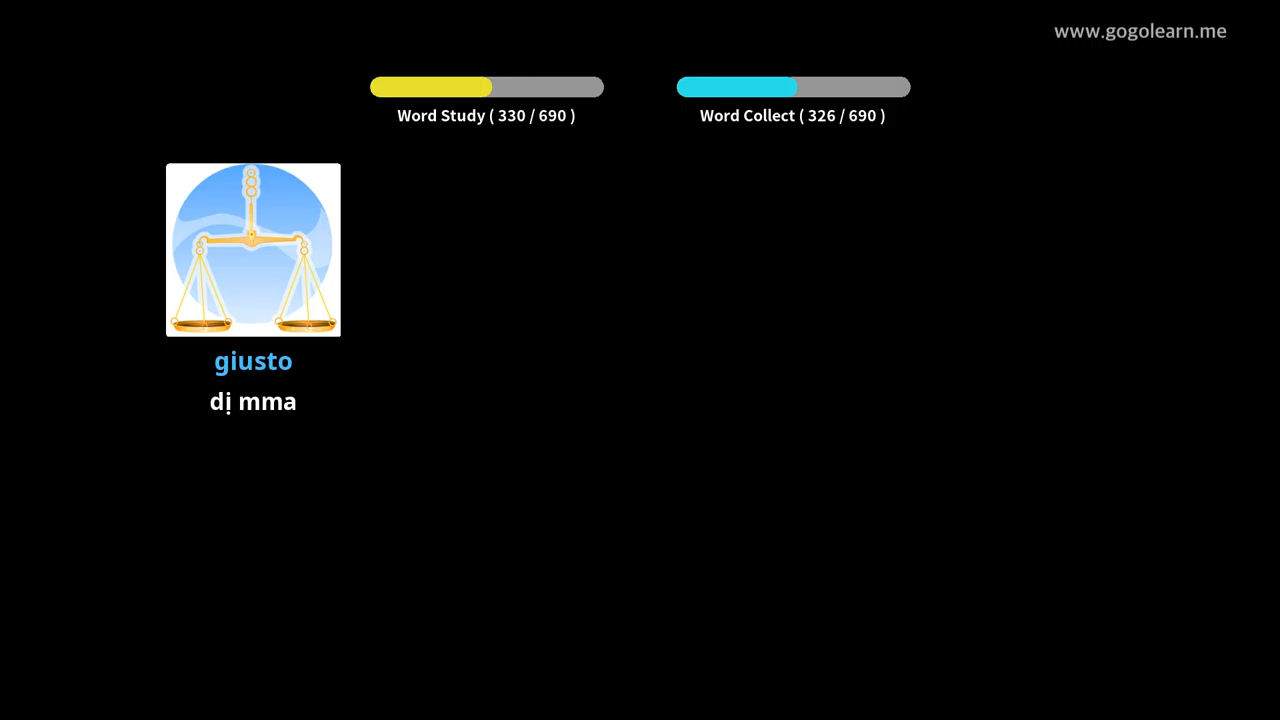 www.gogolearn.me
Word Study ( 330 / 690 )
Word Collect ( 326 / 690 )
giusto
dị mma